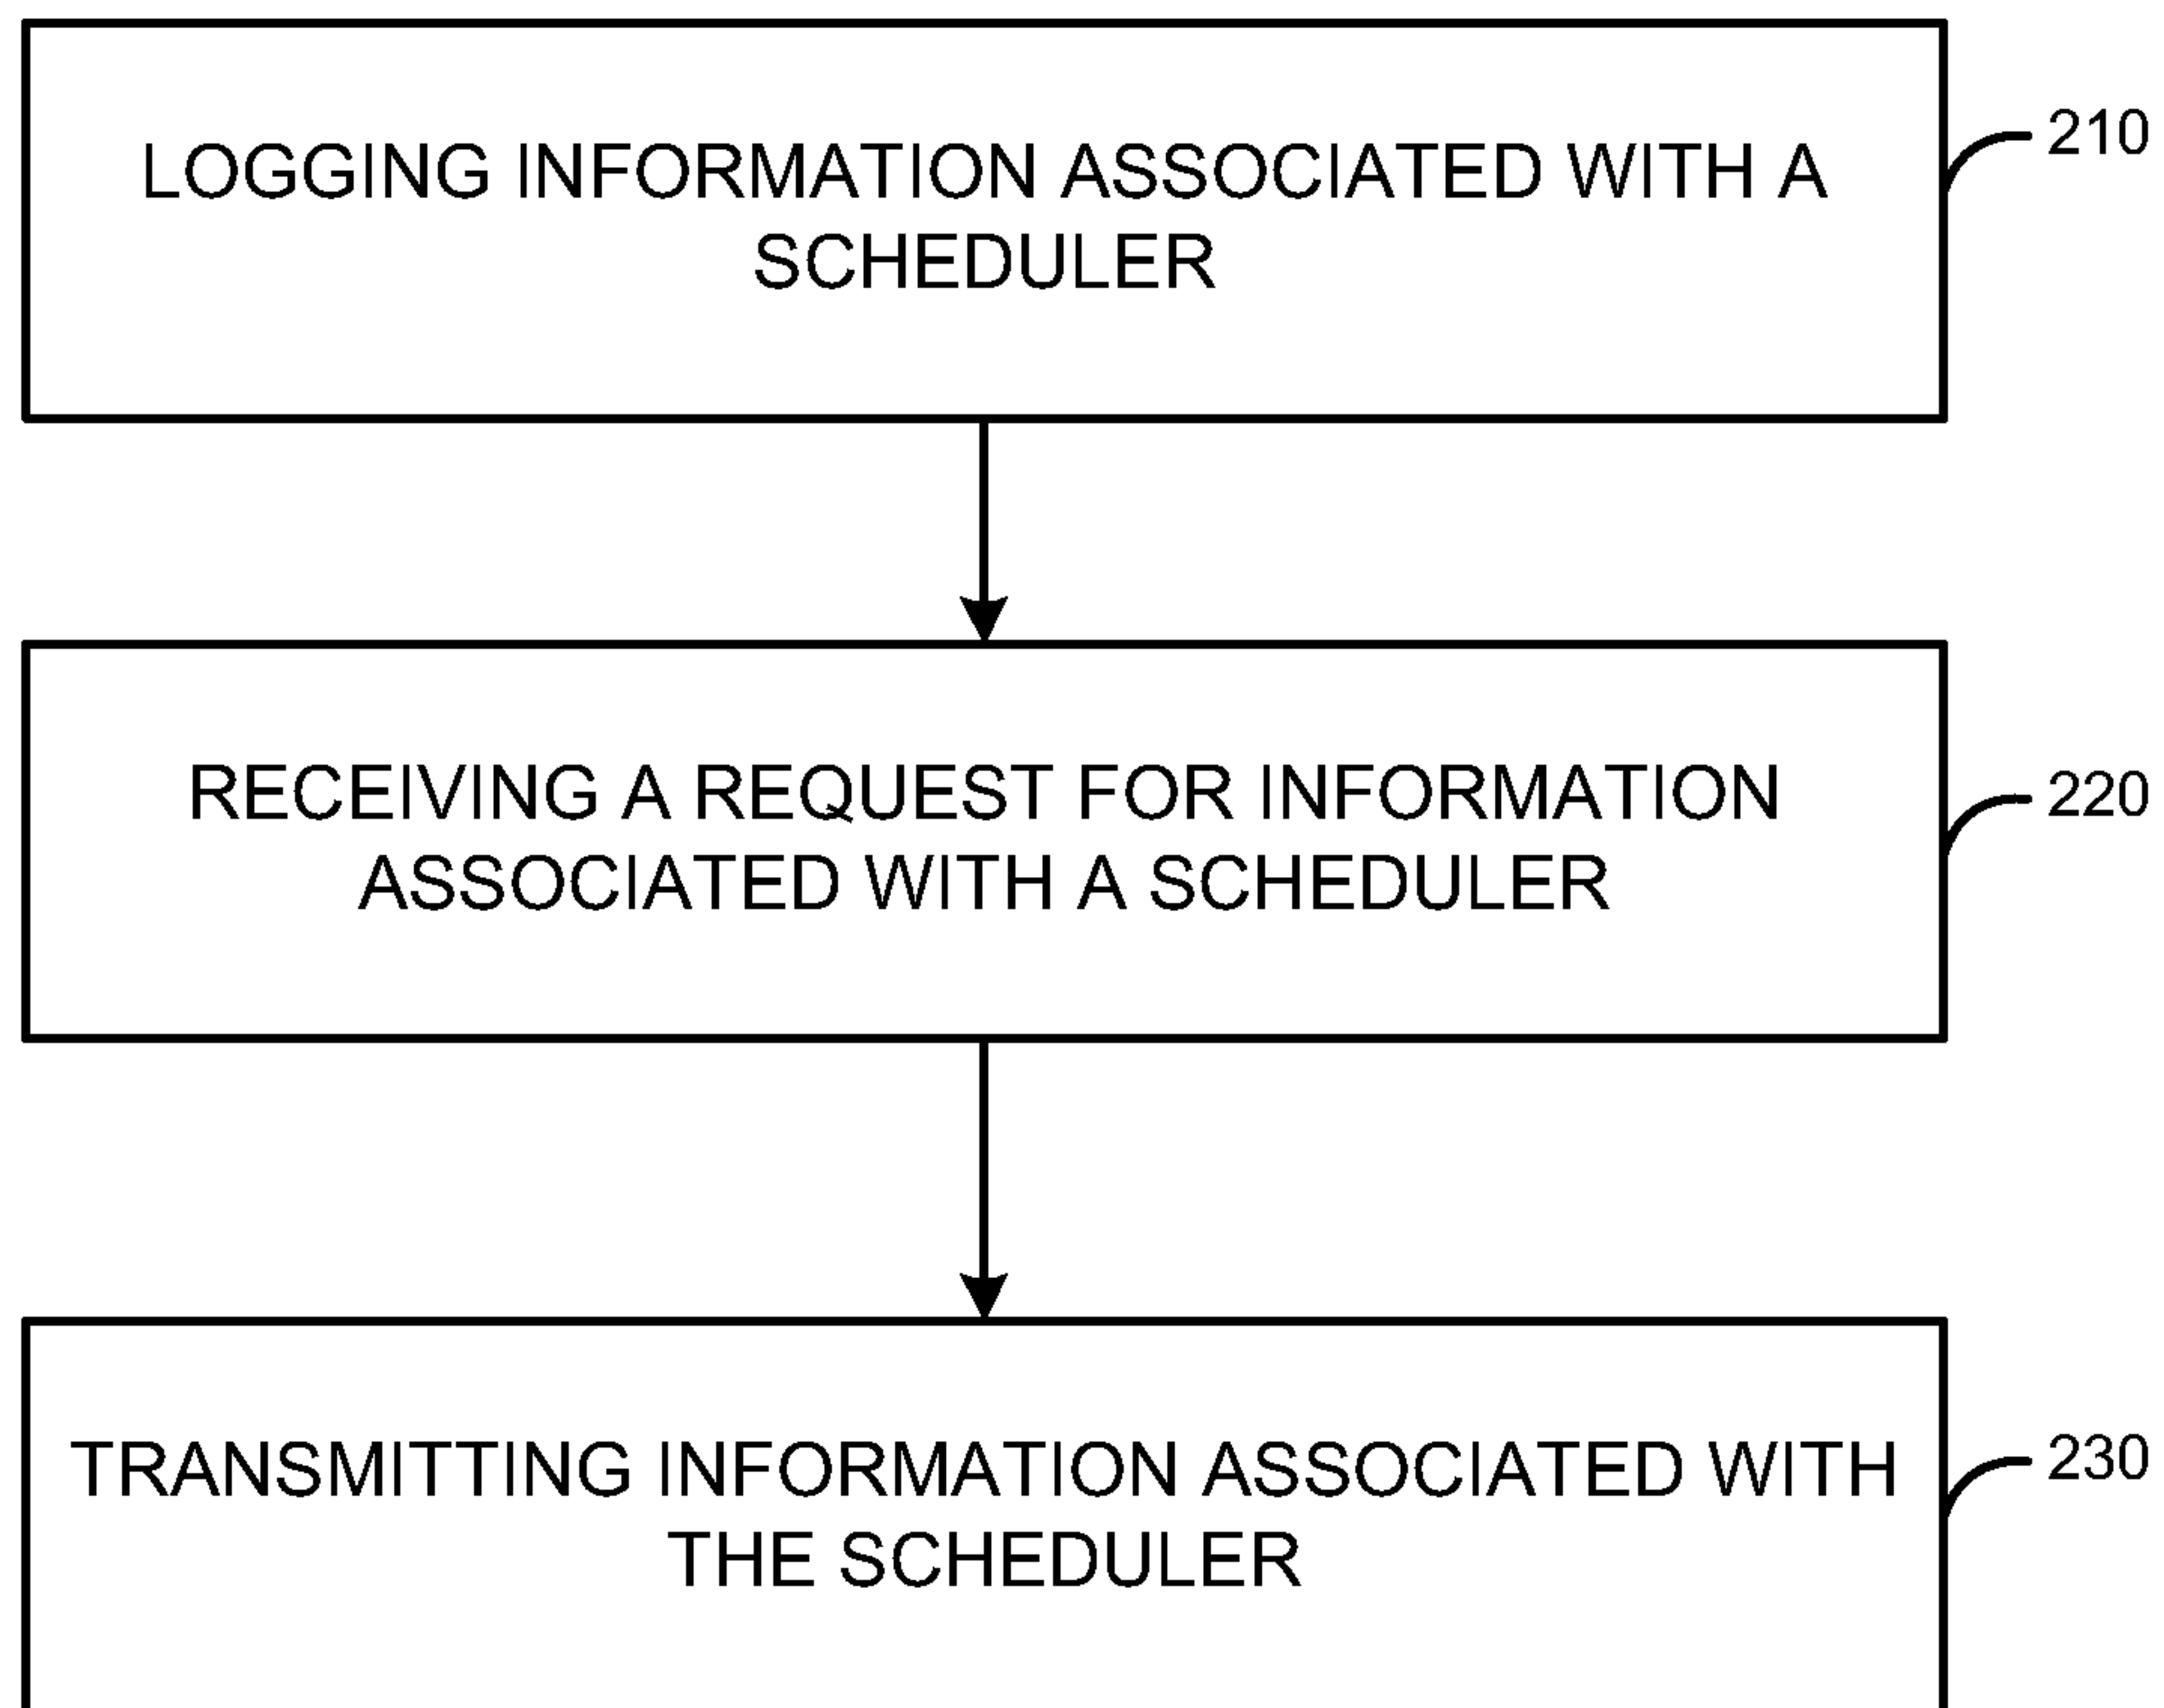 LOGGING INFORMATION ASSOCIATED WITH A
SCHEDULER
210
RECEIVING A REQUEST FOR INFORMATION
ASSOCIATED WITH A SCHEDULER
220
TRANSMITTING INFORMATION ASSOCIATED WITH
THE SCHEDULER
230